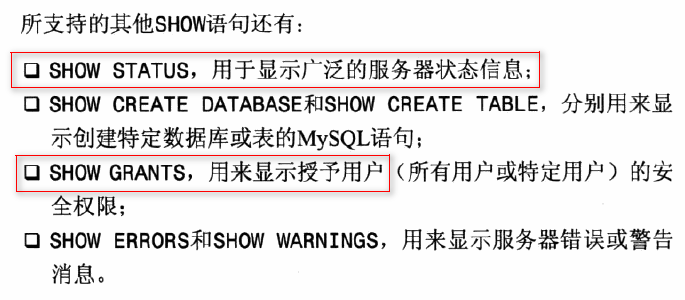 所支持的其他SHOW语句还有：
❑ SHOW STATUS，用于显示广泛的服务器状态信息；
❑ SHOW CREATE DATABASE和SHOW CREATE TABLE，分别用来显
示创建特定数据库或表的MySQL语句；
❑ SHOW GRANTS，用来显示授予用户（所有用户或特定用户）的安
全权限；
❑ SHOW ERRORS和SHOW WARNINGS，用来显示服务器错误或警告
消息。